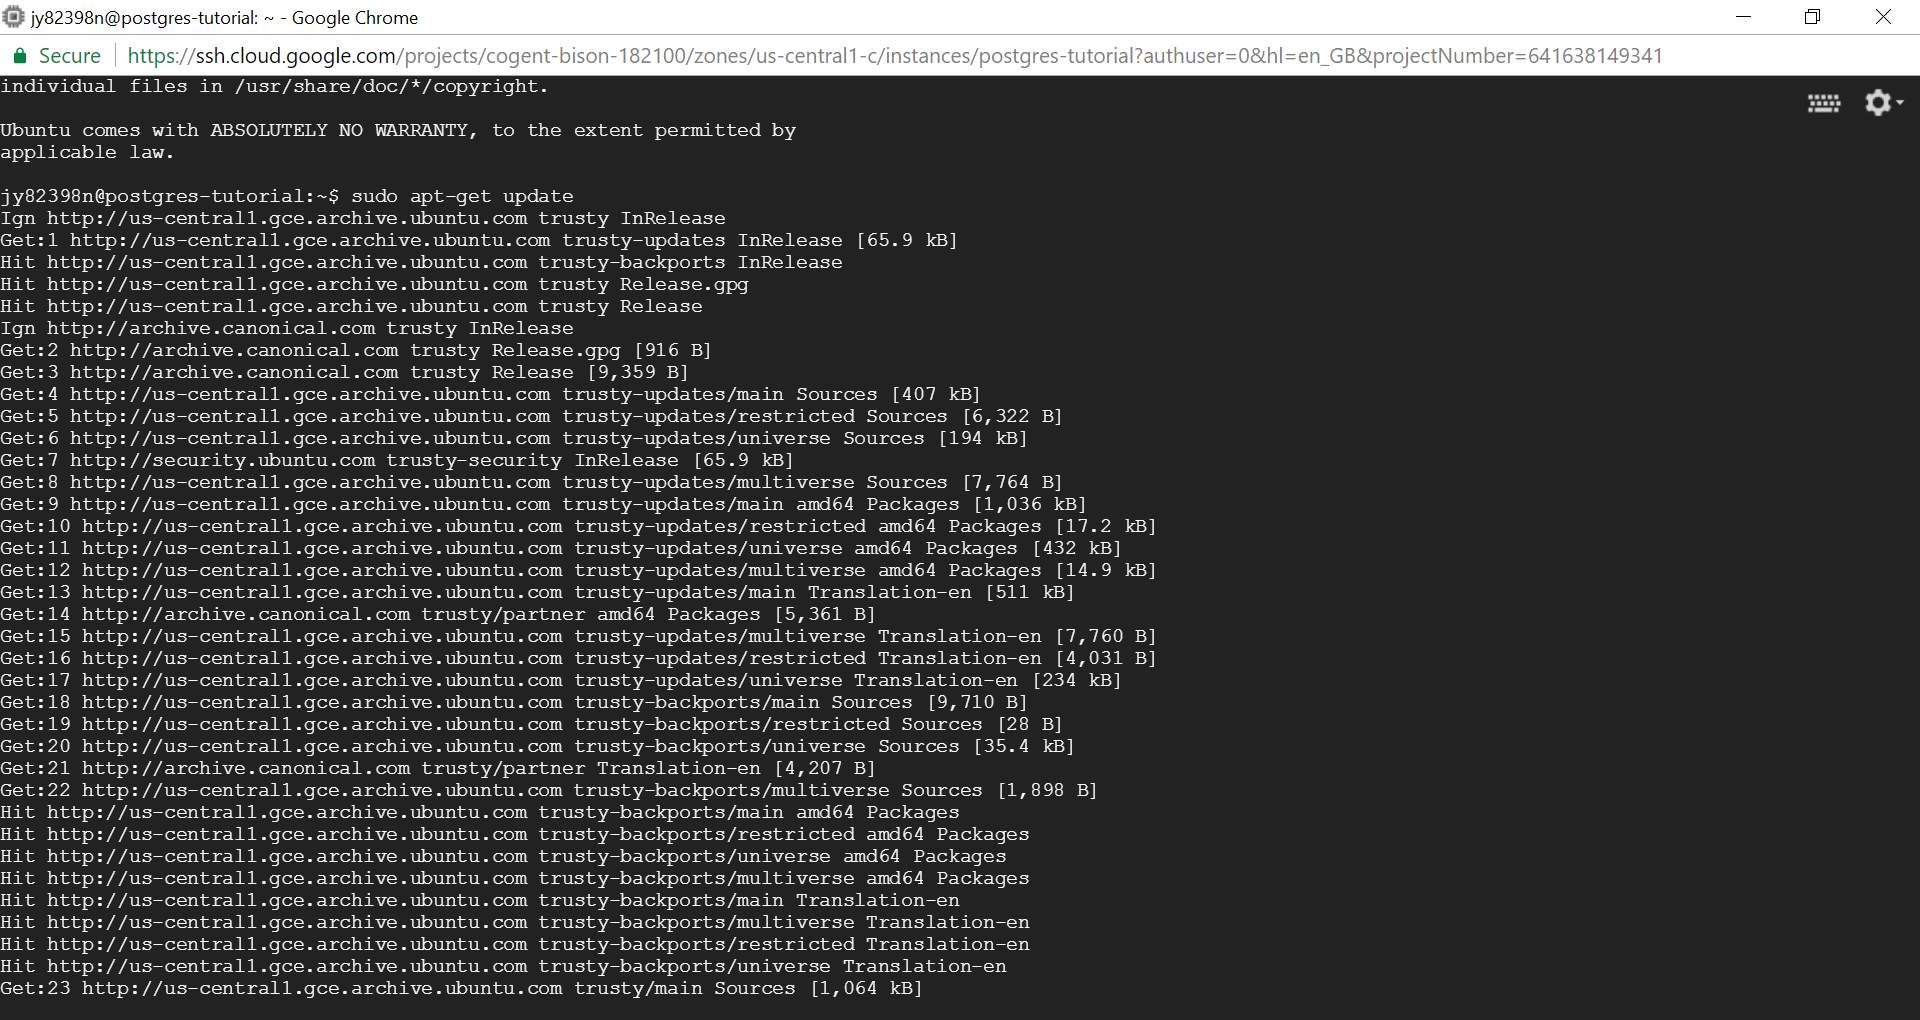 jy82398n@postgres-tutorial: ~ - Google Chrome
Secure https://ssh.cloud.google.com/projects/cogent-bison-182100/zones/us-central1-c/instances/postgres-tutorial?authuser=0&hl=en_GB&projectNumber=641638149341
individual files in /usr/share/doc/*/copyright.
Ubuntu comes with ABSOLUTELY NO WARRANTY, to the extent permitted by
applicable law.
jy82398n@postgres-tutorial:~$ sudo apt-get update
Ign http://us-central1.gce.archive.ubuntu.com trusty InRelease
Get:1 http://us-central1.gce.archive.ubuntu.com trusty-updates InRelease [65.9 kB]
Hit http://us-central1.gce.archive.ubuntu.com trusty-backports InRelease
Hit http://us-central1.gce.archive.ubuntu.com trusty Release.gpg
Hit http://us-central1.gce.archive.ubuntu.com trusty Release
Ign http://archive.canonical.com trusty InRelease
Get:2 http://archive.canonical.com trusty Release.gpg [916 B]
Get:3 http://archive.canonical.com trusty Release [9,359 B]
Get:4 http://us-central1.gce.archive.ubuntu.com trusty-updates/main Sources [407 kB]
Get:5 http://us-central1.gce.archive.ubuntu.com trusty-updates/restricted Sources [6,322 B]
Get:6 http://us-central1.gce.archive.ubuntu.com trusty-updates/universe Sources [194 kB]
Get:7 http://security.ubuntu.com trusty-security InRelease [65.9 kB]
Get:8 http://us-central1.gce.archive.ubuntu.com trusty-updates/multiverse Sources [7,764 B]
Get:9 http://us-central1.gce.archive.ubuntu.com trusty-updates/main amd64 Packages [1,036 kB]
Get:10 http://us-central1.gce.archive.ubuntu.com trusty-updates/restricted amd64 Packages [17.2 kB]
Get:11 http://us-central1.gce.archive.ubuntu.com trusty-updates/universe amd64 Packages [432 kB]
Get:12 http://us-central1.gce.archive.ubuntu.com trusty-updates/multiverse amd64 Packages [14.9 kB]
Get:13 http://us-central1.gce.archive.ubuntu.com trusty-updates/main Translation-en [511 kB]
Get:14 http://archive.canonical.com trusty/partner amd64 Packages [5,361 B]
Get:15 http://us-central1.gce.archive.ubuntu.com trusty-updates/multiverse Translation-en [7,760 B]
Get:16 http://us-central1.gce.archive.ubuntu.com trusty-updates/restricted Translation-en [4,031 B]
Get:17 http://us-central1.gce.archive.ubuntu.com trusty-updates/universe Translation-en [234 kB]
Get:18 http://us-central1.gce.archive.ubuntu.com trusty-backports/main Sources [9,710 B]
Get:19 http://us-central1.gce.archive.ubuntu.com trusty-backports/restricted Sources [28 B]
Get:20 http://us-central1.gce.archive.ubuntu.com trusty-backports/universe Sources [35.4 kB]
Get:21 http://archive.canonical.com trusty/partner Translation-en [4,207 B]
Get:22 http://us-central1.gce.archive.ubuntu.com trusty-backports/multiverse Sources [1,898 B]
Hit http://us-central1.gce.archive.ubuntu.com trusty-backports/main amd64 Packages
Hit http://us-central1.gce.archive.ubuntu.com trusty-backports/restricted amd64 Packages
Hit http://us-central1.gce.archive.ubuntu.com trusty-backports/universe amd64 Packages
Hit http://us-central1.gce.archive.ubuntu.com trusty-backports/multiverse amd64 Packages
Hit http://us-central1.gce.archive.ubuntu.com trusty-backports/main Translation-en
Hit http://us-central1.gce.archive.ubuntu.com trusty-backports/multiverse Translation-en
Hit http://us-central1.gce.archive.ubuntu.com trusty-backports/restricted Translation-en
Hit http://us-central1.gce.archive.ubuntu.com trusty-backports/universe Translation-en
Get:23 http://us-central1.gce.archive.ubuntu.com trusty/main Sources [1,064 kB]